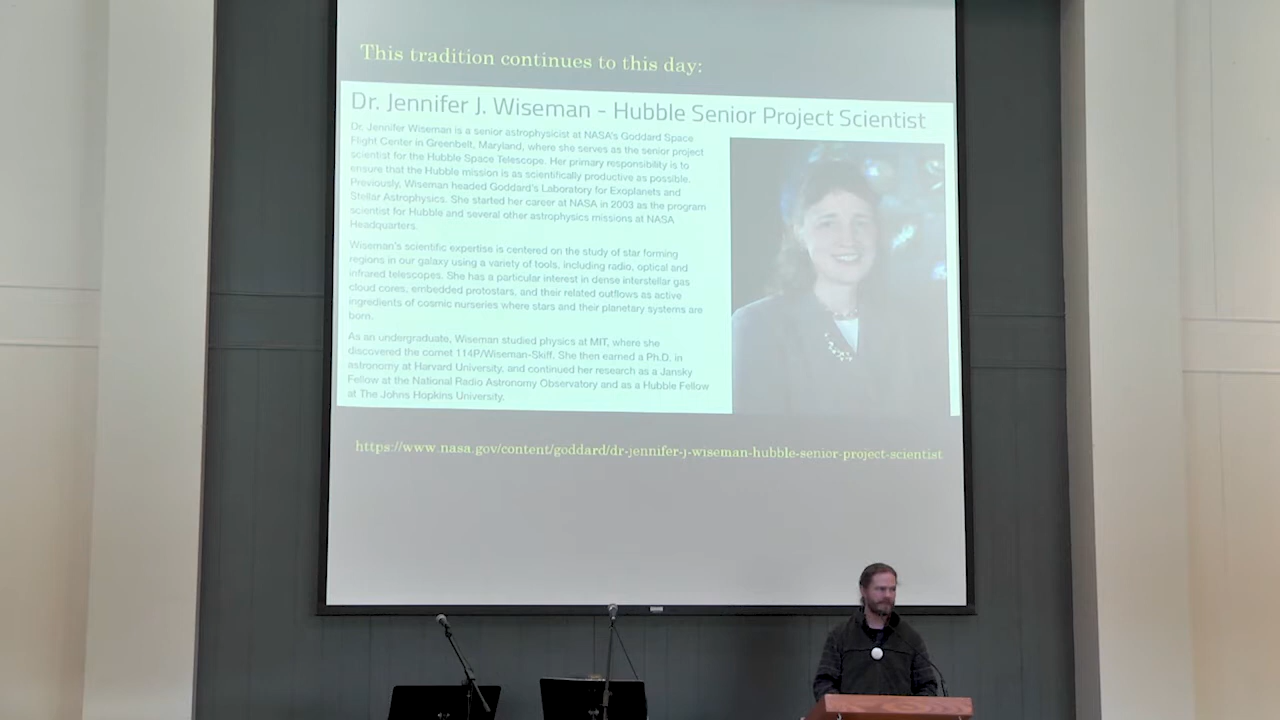 This tradition continues to this day:
Dr. Jennifer J. Wiseman - Hubble Senior Project Scientist
Dr. Jennifer Wiseman is a senior astrophysicist at NASA's Goddard Space
Flight Center in Greenbelt, Maryland, where she serves as the senior project
scientist for the Hubble Space Telescope. Her primary responsibility is to
ensure that the Hubble mission is as scientifically productive as possible.
Previously, Wiseman headed Goddard's Laboratory for Exoplanets and
Stellar Astrophysics. She started her career at NASA in 2003 as the program
scientist for Hubble and several other astrophysics missions at NASA
Headquarters.
Wiseman's scientific expertise is centered on the study of star forming
regions in our galaxy using a variety of tools, including radio, optical and
infrared telescopes. She has a particular interest in dense interstellar gas
cloud cores, embedded protostars, and their related outflows as active
ingredients of cosmic nurseries where stars and their planetary systems are
born.
As an undergraduate, Wiseman studied physics at MIT, where she
discovered the comet 114P/Wiseman-Skiff. She then earned a Ph.D. in
astronomy at Harvard University, and continued her research as a Jansky
Fellow at the National Radio Astronomy Observatory and as a Hubble Fellow
at The Johns Hopkins University.
https://www.nasa.gov/content/goddard/dr-jennifer-j-wiseman-hubble-senior-project-scientist